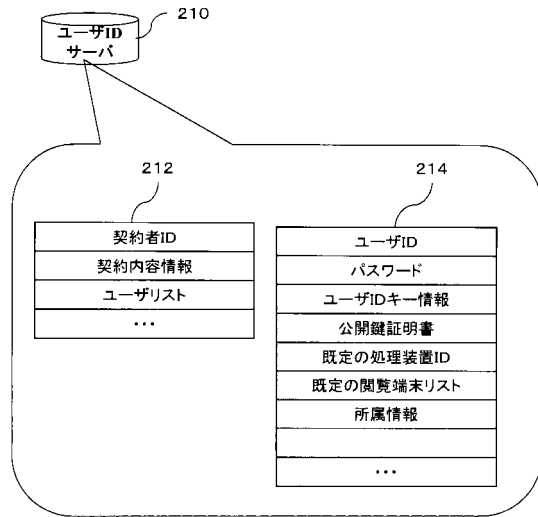 210
ユーザID
サーバ
212
契約者ID
契約内容情報
ユーザリスト
…
214
ユーザID
パスワード
ユーザIDキー情報
公開鍵証明書
既定の処理装置ID
既定の閲覧端末リスト
所属情報
…